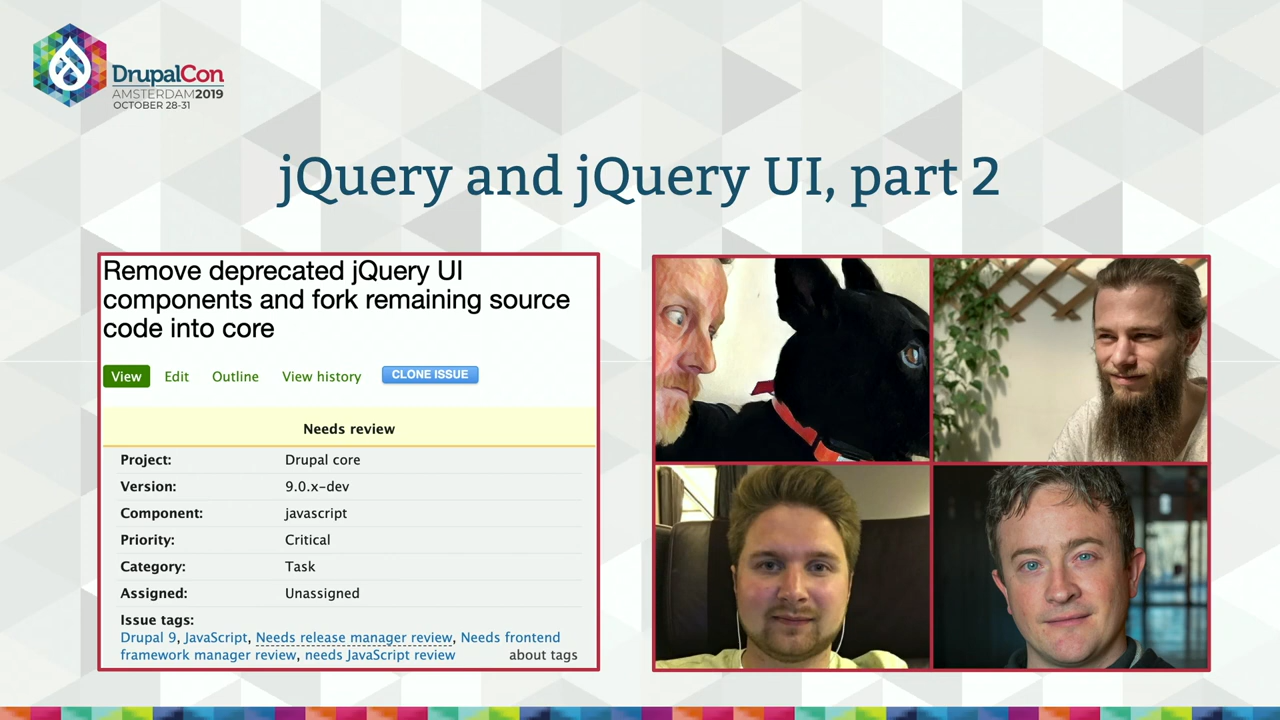 DrupalCon
AMSTERDAM2019
OCTOBER 28-31
jQuery and jQuery UI, part 2
Remove deprecated jQuery UI
components and fork remaining source
code into core
View Edit Outline View history CLONE ISSUE
Needs review
Project: Drupal core
Version: 9.0.x-dev
Component: javascript
Priority: Critical
Category: Task
Assigned: Unassigned
Issue tags:
Drupal 9, JavaScript, Needs release manager review, Needs frontend
framework manager review, needs JavaScript review about tags